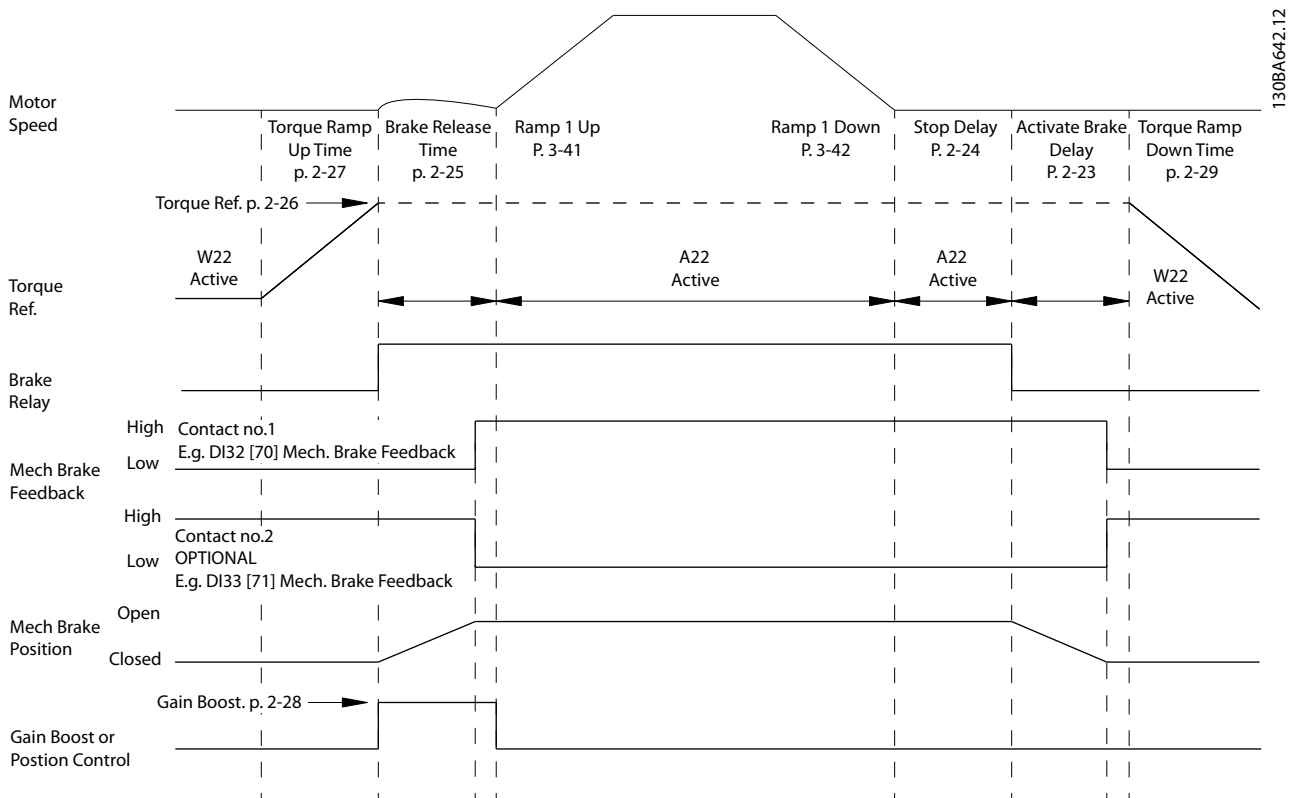 130BA642.12
Motor
Speed
Torque Ramp
Up Time
p. 2-27
Brake Release
Time
p. 2-25
Ramp 1 Up
P. 3-41
Ramp 1 Down
P. 3-42
Stop Delay
P. 2-24
Activate Brake
Delay
P. 2-23
Torque Ramp
Down Time
p. 2-29
Torque Ref. p. 2-26
W22
Active
A22
Active
A22
Active
W22
Active
Torque
Ref.
Brake
Relay
High
Contact no.1
E.g. DI32 [70] Mech. Brake Feedback
Low
Mech Brake
Feedback
High
Contact no.2
Low
OPTIONAL
E.g. DI33 [71] Mech. Brake Feedback
Open
Mech Brake
Position
Closed
Gain Boost. p. 2-28
Gain Boost or
Postion Control